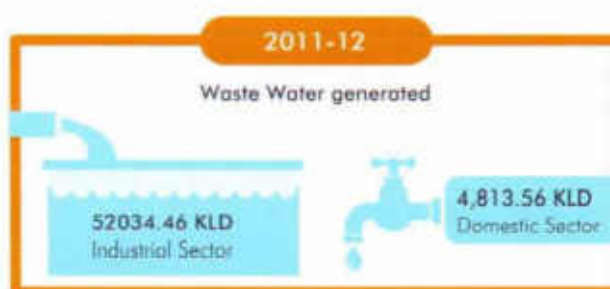 2011-12
Waste Water generated
52034.46 KLD
Industrial Sector
4,813.56 KLD
Domestic Sector